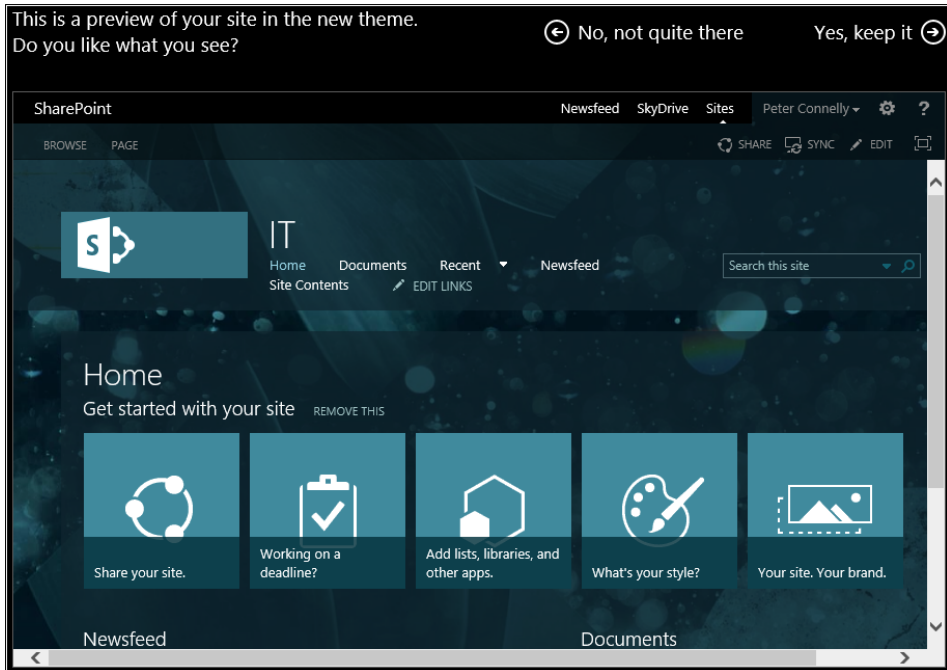 This is a preview of your site in the new theme.
Do you like what you see?
No, not quite there
Yes, keep it
SharePoint
Newsfeed SkyDrive Sites Peter Connelly ?
BROWSE PAGE
SHARE SYNC EDIT
S
IT
Home Documents Recent Newsfeed
Site Contents EDIT LINKS
Search this site
Home
Get started with your site REMOVE THIS
Share your site.
Working on a
deadline?
Add lists, libraries, and
other apps.
What's your style?
Your site. Your brand.
Newsfeed
Documents